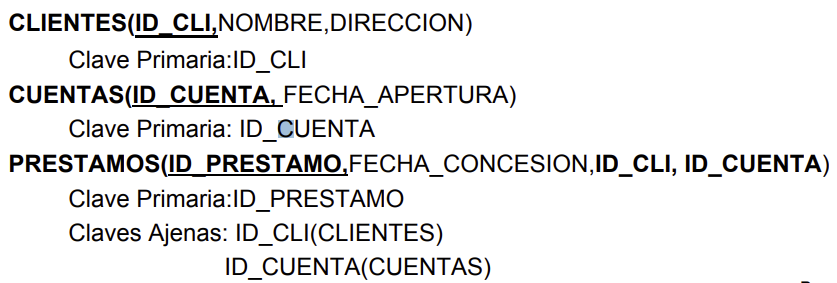 CLIENTES(ID_CLI,NOMBRE,DIRECCION)
Clave Primaria:ID_CLI
CUENTAS(ID_CUENTA, FECHA_APERTURA)
Clave Primaria: ID_CUENTA
PRESTAMOS(ID_PRESTAMO,FECHA_CONCESION,ID_CLI, ID_CUENTA)
Clave Primaria:ID_PRESTAMO
Claves Ajenas: ID_CLI(CLIENTES)
ID_CUENTA(CUENTAS)